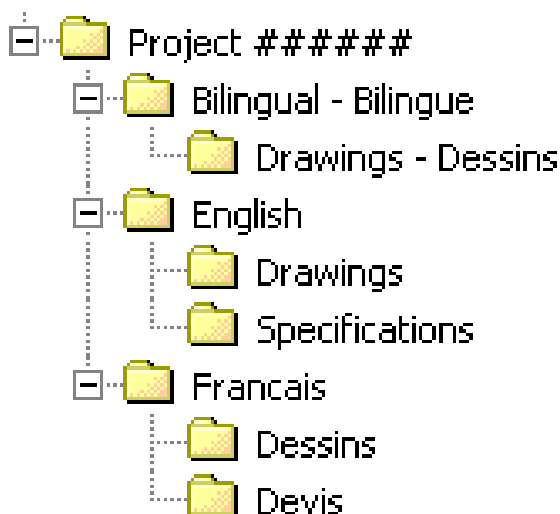 Project ######
Bilingual - Bilingue
Drawings - Dessins
English
Drawings
Specifications
Francais
Dessins
Devis